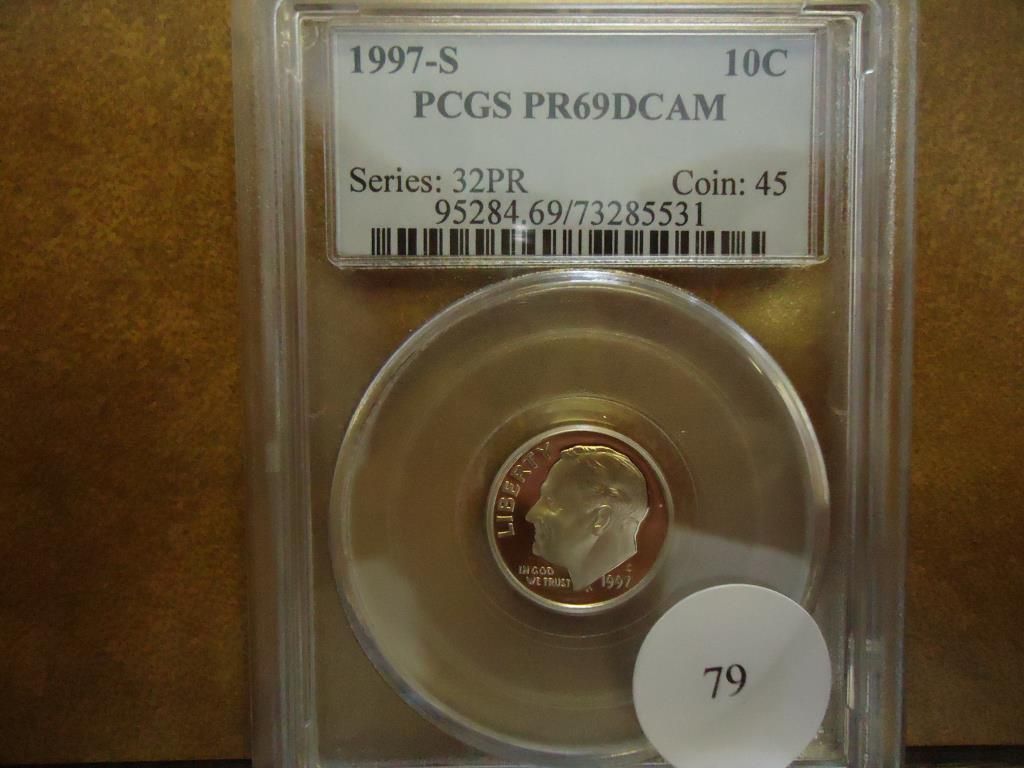 1997-S 10C
PCGS PR69DCAM
Series: 32PR Coin: 45
95284.69/73285531
LIBERTY
IN GOD
WE TRUST
S
1997
79